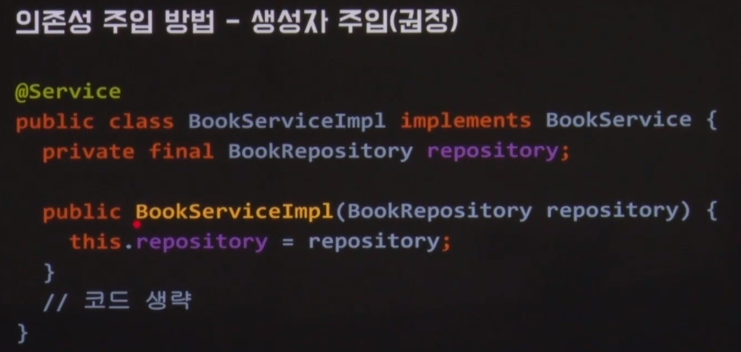 의존성 주입 방법 - 생성자 주입(권장)
@Service
public class BookServiceImpl implements BookService {
private final BookRepository repository;
public BookServiceImpl(BookRepository repository) {
this.repository = repository;
}
// 코드 생략
}